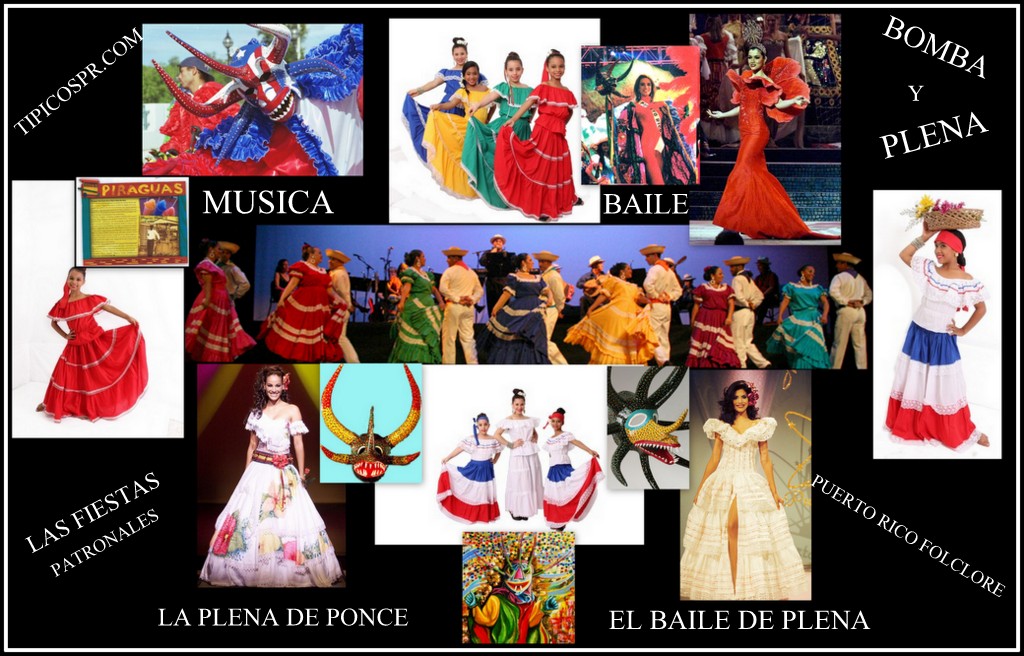 TIPICOSPR.COM
BOMBA
Y
PLENA
PIRAGUAS
MUSICA
BAILE
LAS FIESTAS
PATRONALES
PUERTO RICO FOLCLORE
LA PLENA DE PONCE
EL BAILE DE PLENA